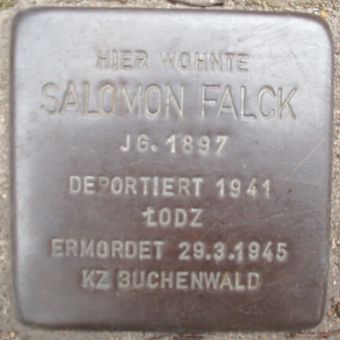 HIER WOHNTE
SALOMON FALCK
JG. 1897
DEPORTIERT 1941
ŁODZ
ERMORDET 29.3.1945
KZ BUCHENWALD